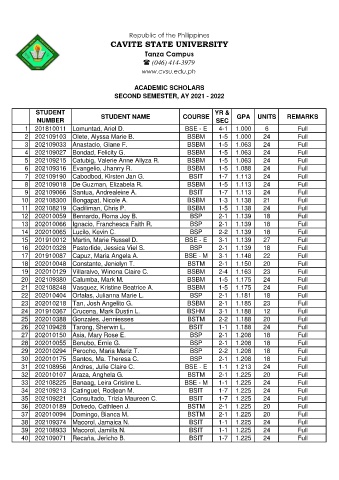 Republic of the Philippines
CAVITE STATE UNIVERSITY
Tanza Campus
☎ (046) 414-3979
www.cvsu.edu.ph
ACADEMIC SCHOLARS
SECOND SEMESTER, AY 2021 - 2022
STUDENT NUMBER STUDENT NAME COURSE YR & SEC GPA UNITS REMARKS
1 201810011 Lomuntad, Ariol D. BSE - E 4-1 1.000 6 Full
2 202109103 Olete, Alyssa Marie B. BSBM 1-5 1.000 24 Full
3 202109033 Anastacio, Glane F. BSBM 1-5 1.063 24 Full
4 202109027 Bondad, Felicity G. BSBM 1-5 1.063 24 Full
5 202109215 Catubig, Valerie Anne Allyza R. BSBM 1-5 1.063 24 Full
6 202109316 Evangelio, Jhanrry R. BSBM 1-5 1.088 24 Full
7 202109190 Cabodbod, Kirsten Jan G. BSIT 1-7 1.113 24 Full
8 202109018 De Guzman, Elizabela R. BSBM 1-5 1.113 24 Full
9 202109066 Santua, Andrealeine A. BSIT 1-7 1.113 24 Full
10 202108300 Bongapat, Nicole A. BSBM 1-3 1.138 21 Full
11 202108219 Cadiliman, Chris P. BSBM 1-5 1.138 24 Full
12 202010059 Bernardo, Roma Joy B. BSP 2-1 1.139 18 Full
13 202010066 Ignacio, Franchesca Faith R. BSP 2-1 1.139 18 Full
14 202010065 Lucilo, Kevin C. BSP 2-2 1.139 18 Full
15 201910012 Martin, Marie Russel D. BSE - E 3-1 1.139 27 Full
16 202010328 Pastorfide, Jessica Viel S. BSP 2-1 1.139 18 Full
17 201910087 Capuz, Maria Angela A. BSE - M 3-1 1.148 22 Full
18 202010048 Constanto, Jenielyn T. BSTM 2-1 1.150 20 Full
19 202010129 Villaralvo, Winona Claire C. BSBM 2-4 1.163 23 Full
20 202109380 Calumba, Mark M. BSBM 1-5 1.175 24 Full
21 202108248 Vasquez, Kristine Beatrice A. BSBM 1-5 1.175 24 Full
22 202010404 Orfalas, Julianna Marie L. BSP 2-1 1.181 18 Full
23 202010218 Tan, Josh Angelito G. BSBM 2-1 1.185 23 Full
24 201910367 Crucena, Mark Dustin L. BSHM 3-1 1.188 12 Full
25 202010388 Gonzales, Jenniesses BSTM 2-2 1.188 20 Full
26 202109428 Tarong, Sherwin L. BSIT 1-1 1.188 24 Full
27 202010150 Asia, Mary Rose E. BSP 2-1 1.208 18 Full
28 202010055 Benubo, Ernie G. BSP 2-1 1.208 18 Full
29 202010294 Perocho, Maria Mariz T. BSP 2-2 1.208 18 Full
30 202010175 Santos, Ma. Theresa C. BSP 2-1 1.208 18 Full
31 202108956 Andres, Julie Claire C. BSE - E 1-1 1.213 24 Full
32 202010107 Araza, Anghela G. BSTM 2-1 1.225 20 Full
33 202108225 Banaag, Leira Cristine L. BSE - M 1-1 1.225 24 Full
34 202109213 Catinguel, Rodjean M. BSIT 1-7 1.225 24 Full
35 202109221 Consultado, Trizia Maureen C. BSIT 1-7 1.225 24 Full
36 202010189 Dofredo, Cathleen J. BSTM 2-1 1.225 20 Full
37 202010094 Domingo, Bianca M. BSTM 2-1 1.225 20 Full
38 202109374 Macorol, Jamaica N. BSIT 1-1 1.225 24 Full
39 202108933 Macorol, Jamilla N. BSIT 1-1 1.225 24 Full
40 202109071 Recaña, Jericho B. BSIT 1-7 1.225 24 Full